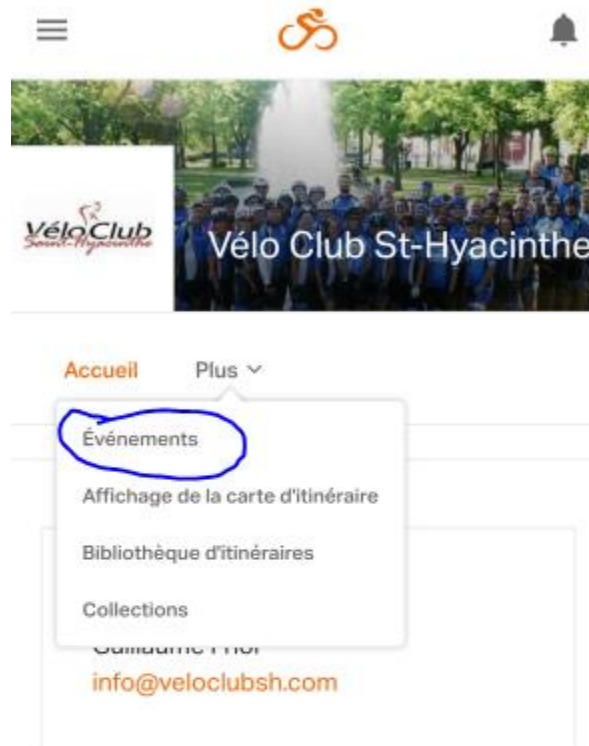 VéloClub
Saint-Hyacinthe
Vélo Club St-Hyacinthe
Accueil
Plus
Événements
Affichage de la carte d'itinéraire
Bibliothèque d'itinéraires
Collections
info@veloclubsh.com